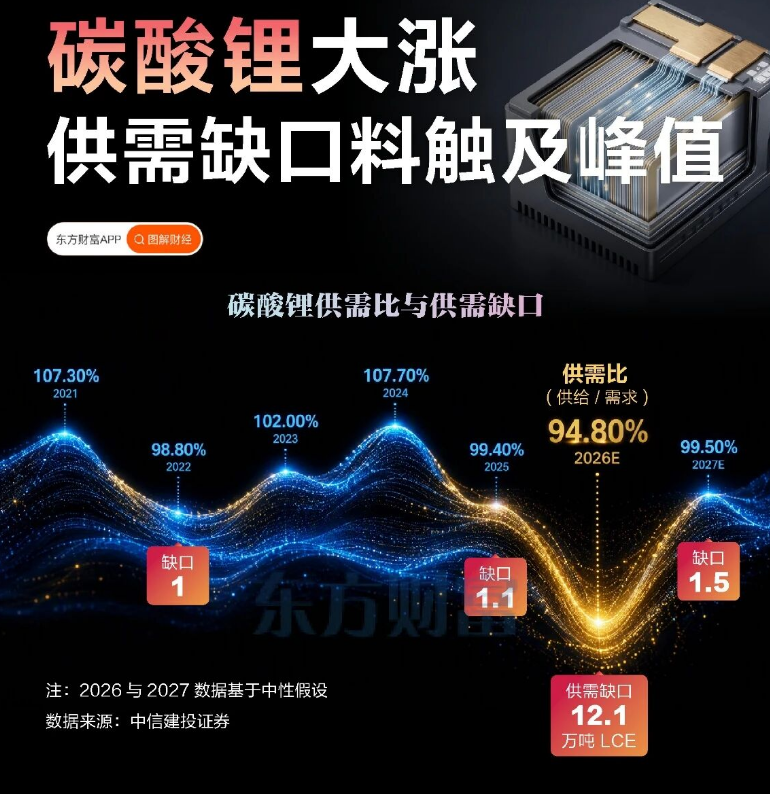 碳酸锂大涨
供需缺口料触及峰值
东方财富APP 图解财经
碳酸锂供需比与供需缺口
107.30%
2021
98.80%
2022
102.00%
2023
107.70%
2024
99.40%
2025
供需比
（供给 / 需求）
94.80%
2026E
99.50%
2027E
缺口
1
缺口
1.1
缺口
1.5
东方财富
供需缺口
12.1
万吨 LCE
注：2026 与 2027 数据基于中性假设
数据来源：中信建投证券